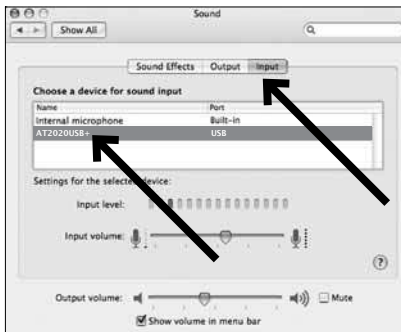 Sound
Show All
Sound Effects Output Input
Choose a device for sound input
Name Port
Internal microphone Built-in
AT2020USB+ USB
Settings for the selected device:
Input level:
Input volume:
?
Output volume: Mute
Show volume in menu bar